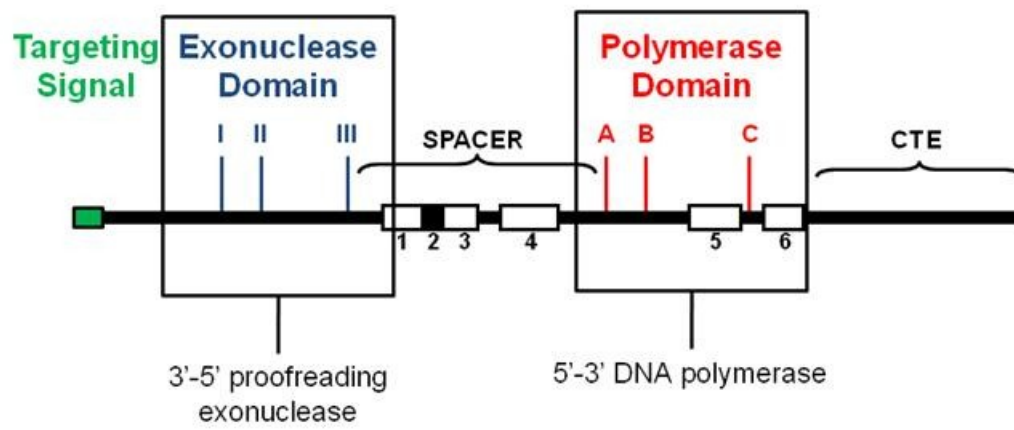 Targeting
Signal
Exonuclease
Domain
Polymerase
Domain
I II III
SPACER
A B C
CTE
1 2 3 4 5 6
3'-5' proofreading
exonuclease
5'-3' DNA polymerase